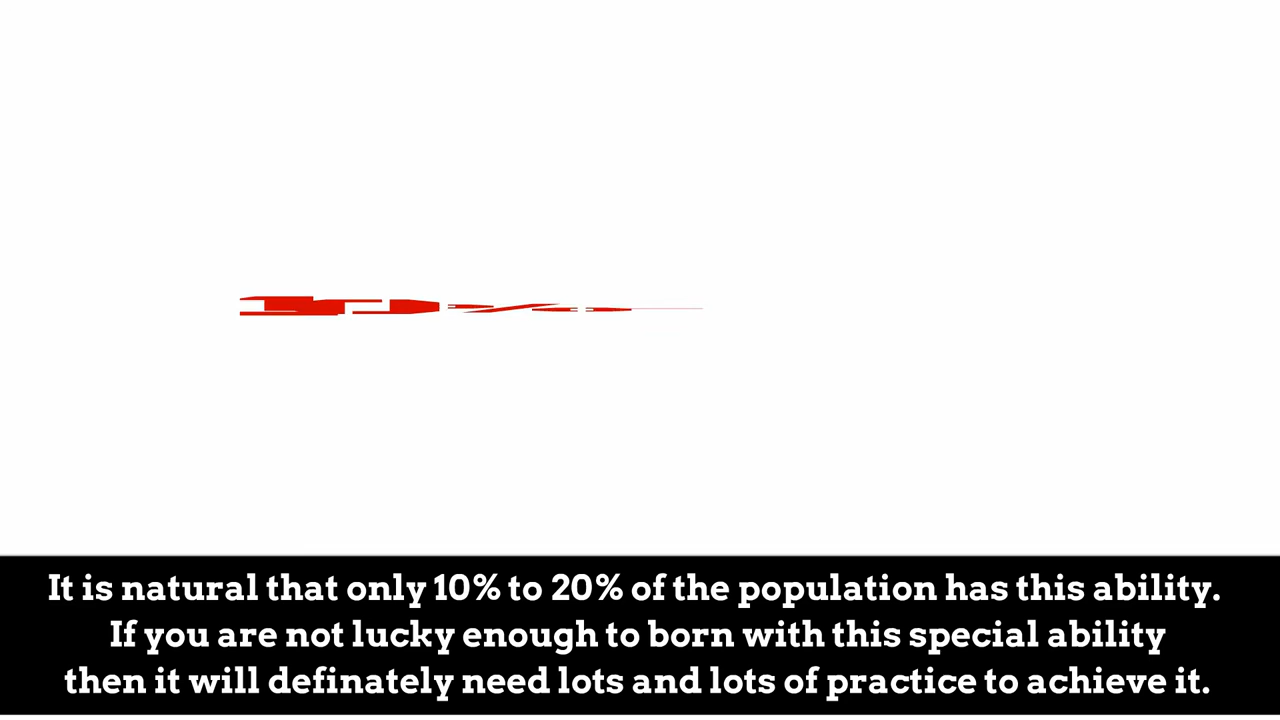 It is natural that only 10% to 20% of the population has this ability.
If you are not lucky enough to born with this special ability
then it will definately need lots and lots of practice to achieve it.